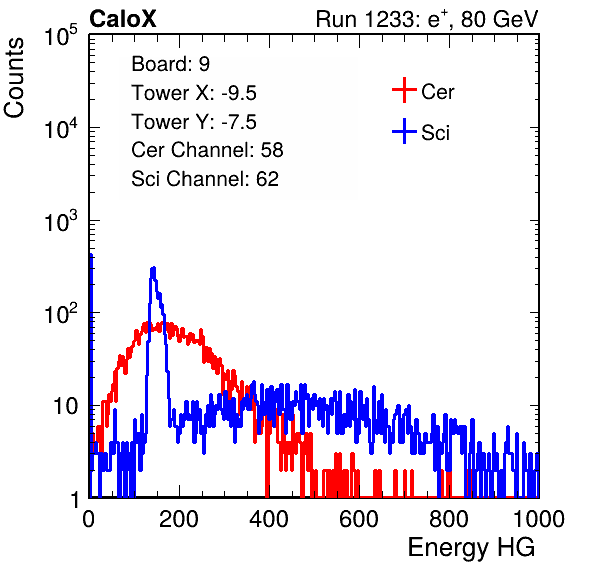 CaloX Run 1233: e⁺, 80 GeV
Counts
Board: 9
Tower X: -9.5
Tower Y: -7.5
Cer Channel: 58
Sci Channel: 62
Cer
Sci
10⁵
10⁴
10³
10²
10
1
0 200 400 600 800 1000
Energy HG